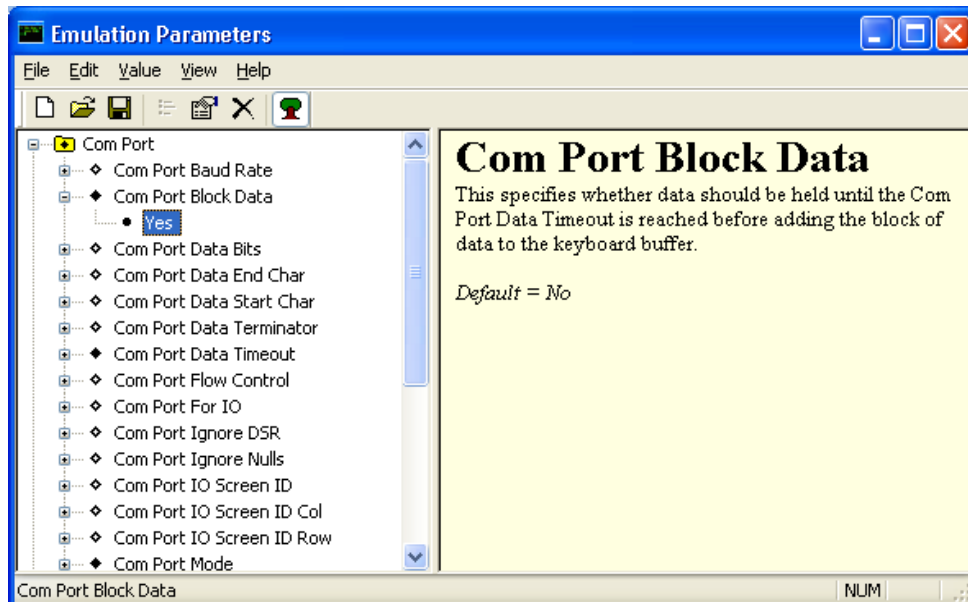 Emulation Parameters
File Edit Value View Help
Com Port
Com Port Baud Rate
Com Port Block Data
Yes
Com Port Data Bits
Com Port Data End Char
Com Port Data Start Char
Com Port Data Terminator
Com Port Data Timeout
Com Port Flow Control
Com Port For IO
Com Port Ignore DSR
Com Port Ignore Nulls
Com Port IO Screen ID
Com Port IO Screen ID Col
Com Port IO Screen ID Row
Com Port Mode
Com Port Block Data
This specifies whether data should be held until the Com
Port Data Timeout is reached before adding the block of
data to the keyboard buffer.
Default = No
Com Port Block Data
NUM